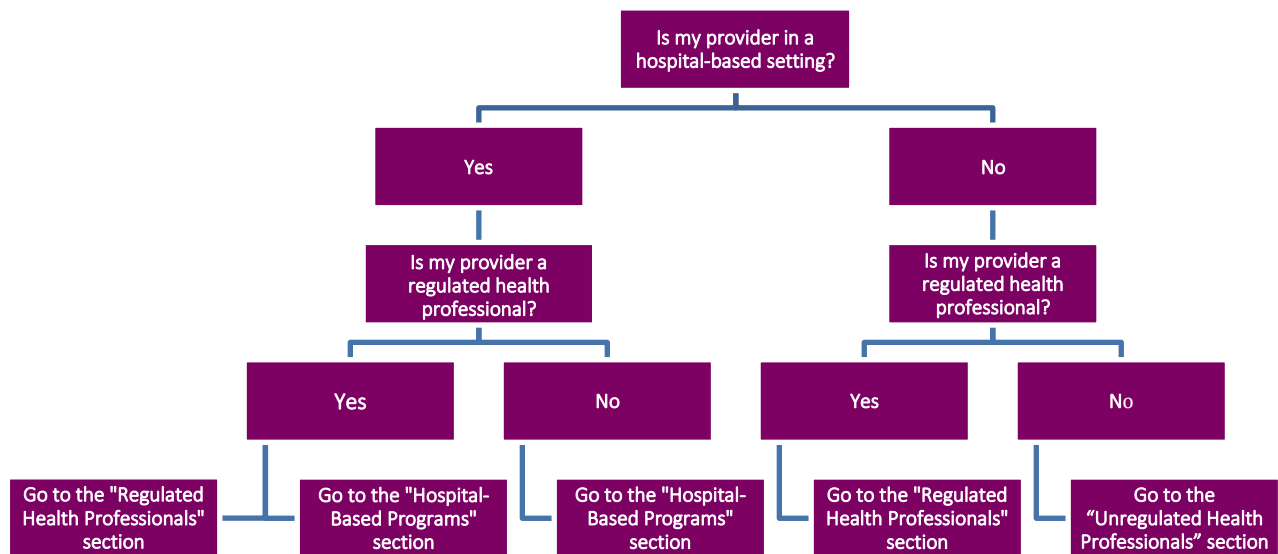 Is my provider in a
hospital-based setting?
Yes
No
Is my provider a
regulated health
professional?
Is my provider a
regulated health
professional?
Yes
No
Yes
No
Go to the "Regulated
Health Professionals"
section
Go to the "Hospital-
Based Programs"
section
Go to the "Hospital-
Based Programs"
section
Go to the "Regulated
Health Professionals"
section
Go to the
“Unregulated Health
Professionals” section